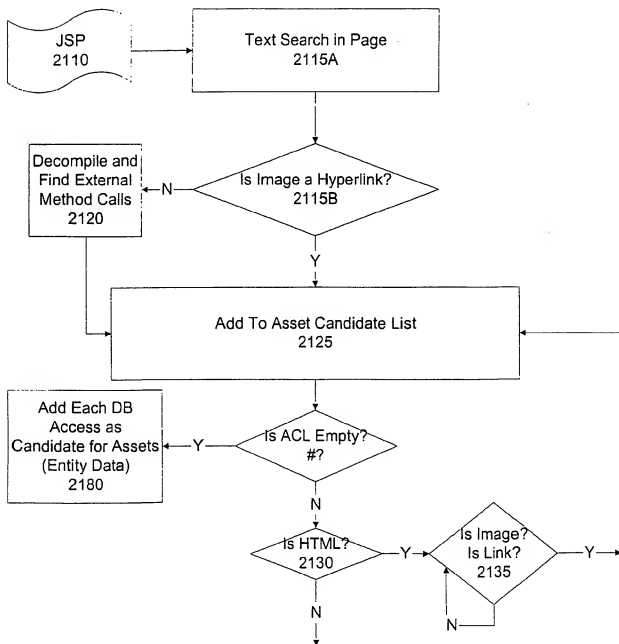 JSP
2110
Text Search in Page
2115A
Decompile and
Find External
Method Calls
2120
N
Is Image a Hyperlink?
2115B
Y
Add To Asset Candidate List
2125
Add Each DB
Access as
Candidate for Assets
(Entity Data)
2180
Y
Is ACL Empty?
#?
N
Is HTML?
2130
Y
Is Image?
Is Link?
2135
Y
N
N